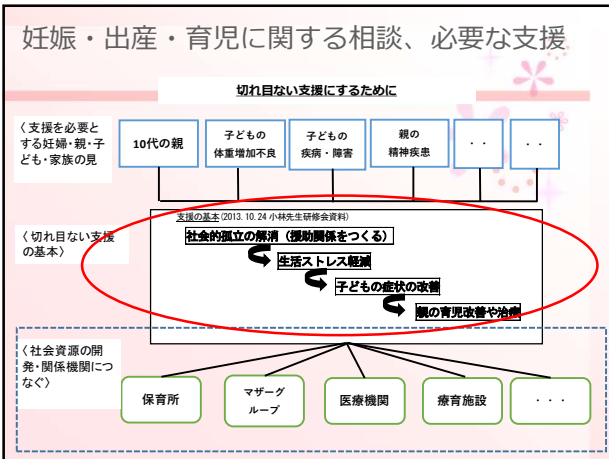 妊娠・出産・育児に関する相談、必要な支援
切れ目ない支援にするために
〈支援を必要と
する妊婦・親・子
ども・家族の見
10代の親
子どもの
体重増加不良
子どもの
疾病・障害
親の
精神疾患
・・
・・
〈切れ目ない支援
の基本〉
支援の基本(2013.10.24小林先生研修会資料)
社会的孤立の解消（援助関係をつくる）
生活ストレス軽減
子どもの症状の改善
親の育児改善や治療
〈社会資源の開
発・関係機関につ
なぐ〉
保育所
マザーグ
ループ
医療機関
療育施設
・・・